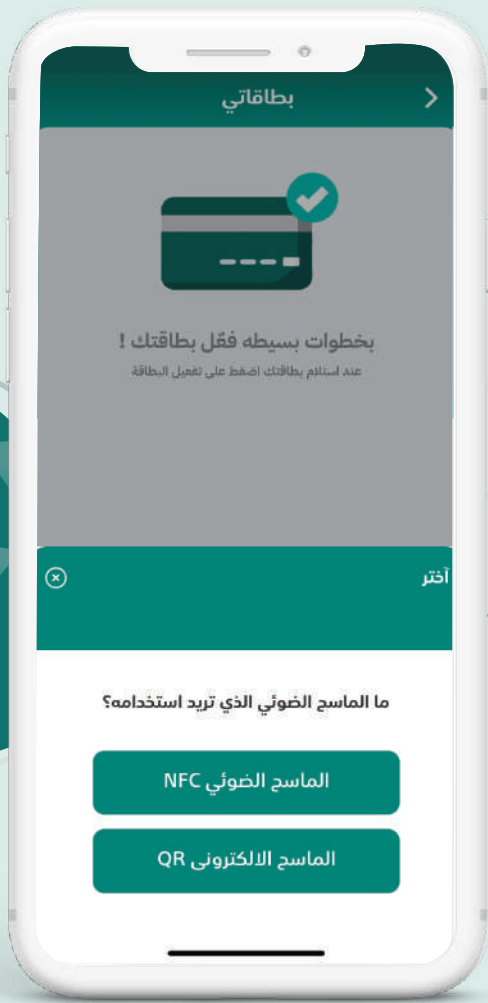 بطاقاتي
بخطوات بسيطه فعّل بطاقتك !
عند استلام بطاقتك اضغط على تفعيل البطاقة
آختر
ما الماسح الضوئي الذي تريد استخدامه؟
الماسح الضوئي NFC
الماسح الالكتروني QR